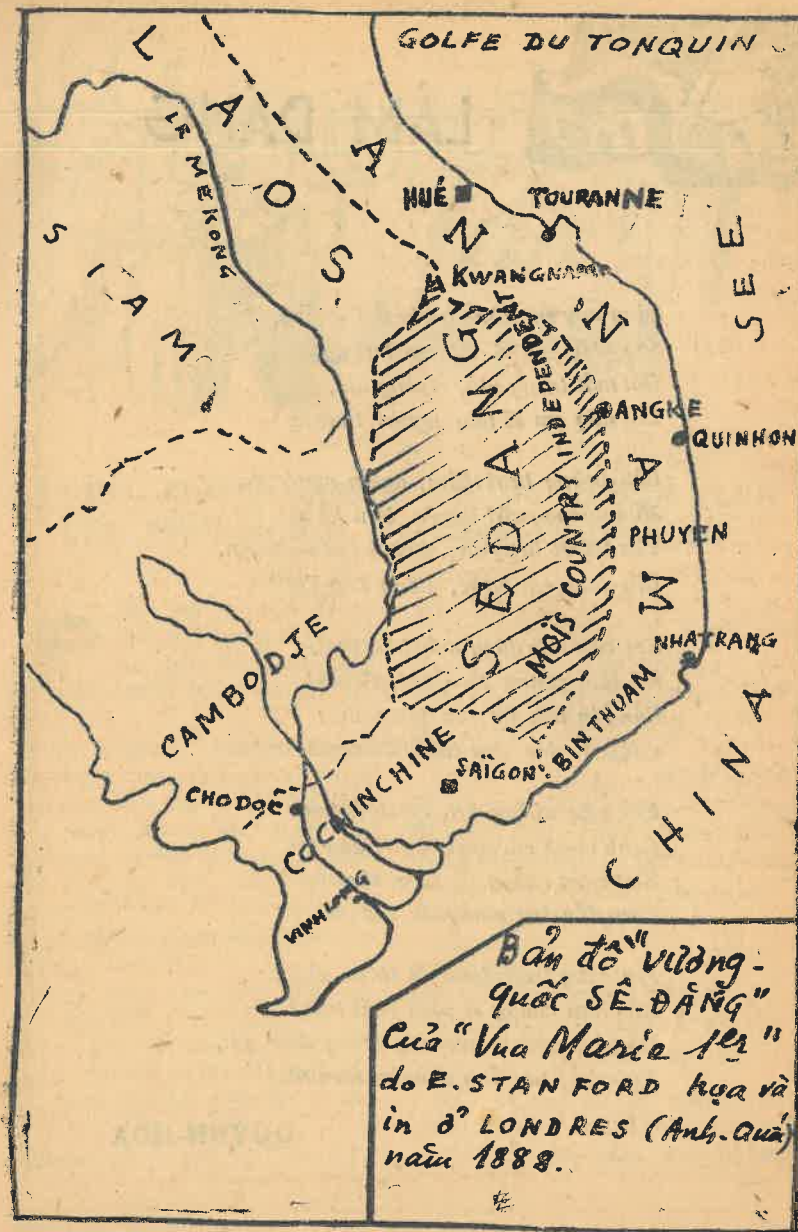 GOLFE DU TONQUIN
LAOS
LE MEKONG
SIAM
ANNAM
HUÉ
TOURANNE
KWANGNAM
SEE
SEDANG
MOÏS COUNTRY INDEPENDENT
ANGKE
QUINHON
PHUYEN
NHATRANG
BINTHUAM
CHINA
CAMBODJE
SAÏGON
CHODOC
COCHINCHINE
VINHLONG
Bản đồ "vương-
quốc SÊ-ĐĂNG"
Của "Vua Marie 1er"
do E. STANFORD họa và
in ở LONDRES (Anh-Quốc)
năm 1888.